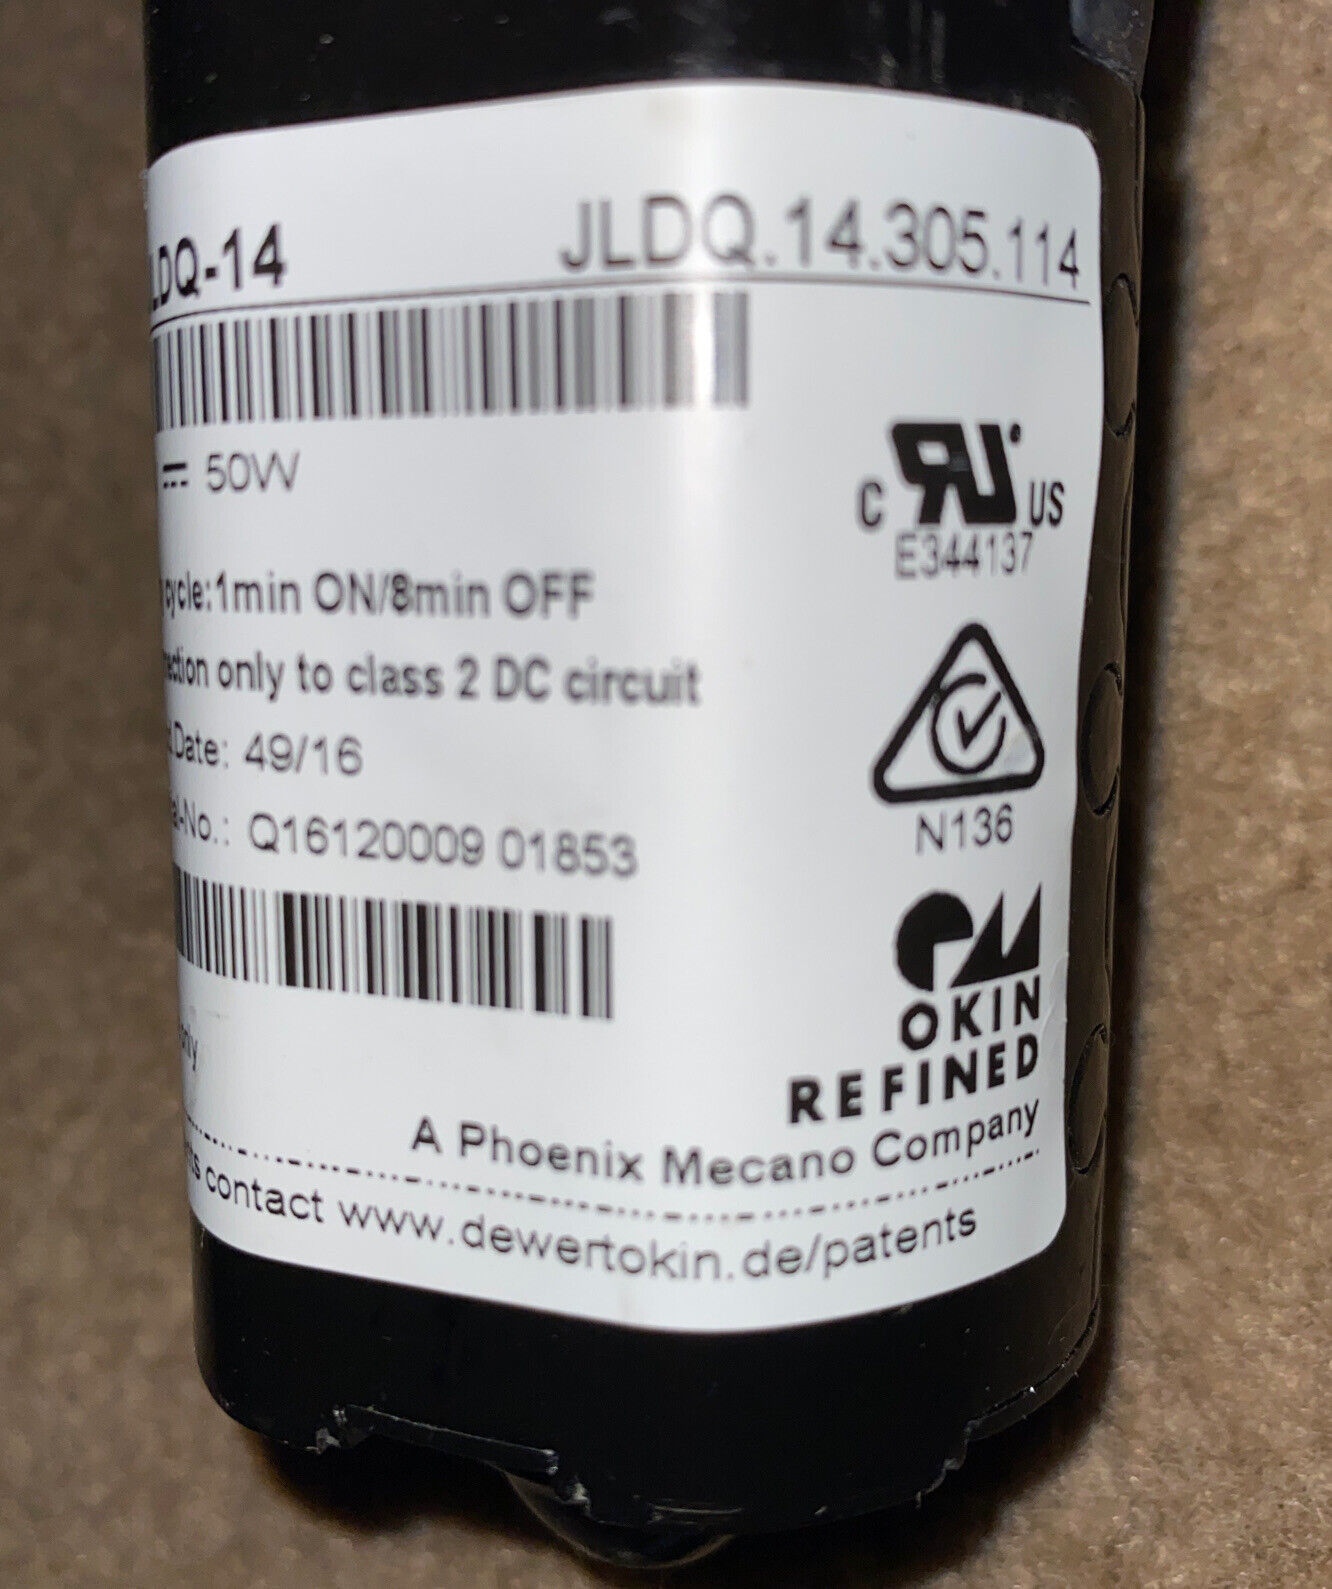 LDQ-14 JLDQ.14.305.114
50W
C US
E344137
cycle:1min ON/8min OFF
only to class 2 DC circuit
Date: 49/16
N136
No.: Q16120009 01853
OKIN
REFINED
A Phoenix Mecano Company
contact www.dewertokin.de/patents